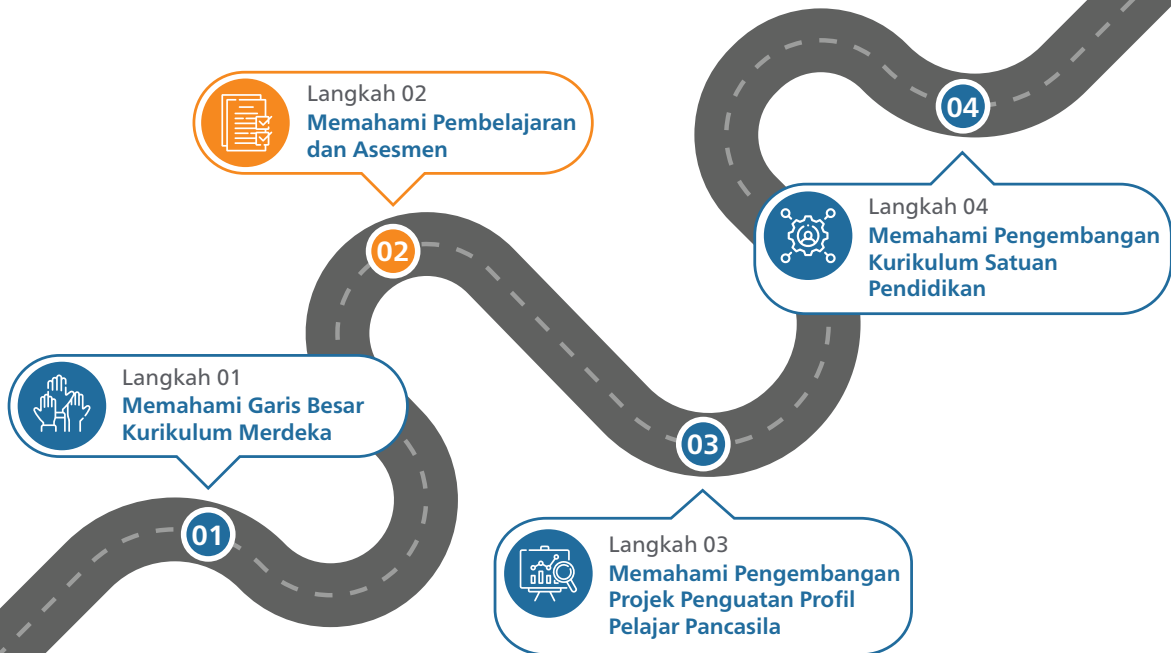 Langkah 01
Memahami Garis Besar
Kurikulum Merdeka
01
Langkah 02
Memahami Pembelajaran
dan Asesmen
02
03
Langkah 03
Memahami Pengembangan
Projek Penguatan Profil
Pelajar Pancasila
04
Langkah 04
Memahami Pengembangan
Kurikulum Satuan
Pendidikan